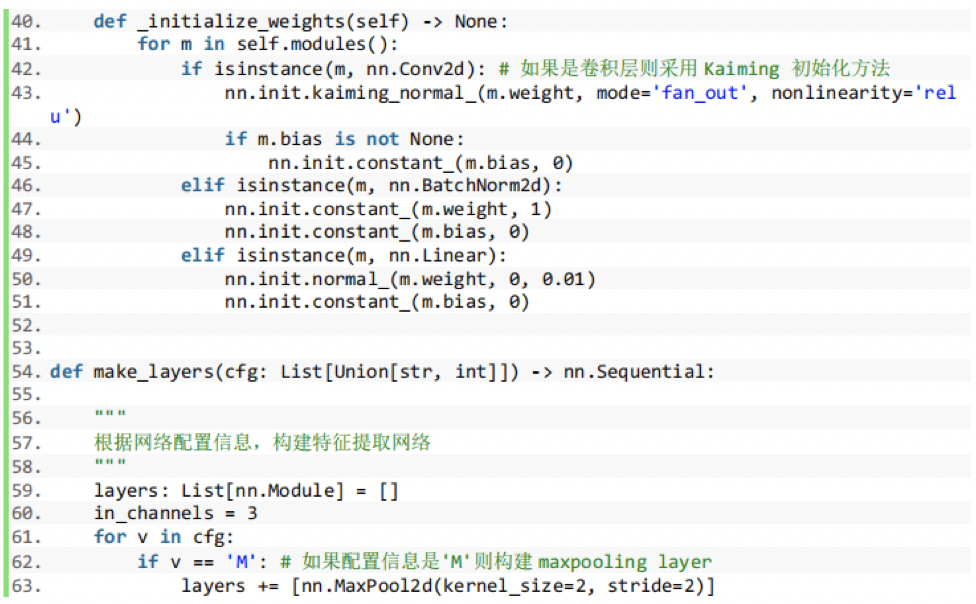 40.     def _initialize_weights(self) -> None:
41.         for m in self.modules():
42.             if isinstance(m, nn.Conv2d): # 如果是卷积层则采用 Kaiming 初始化方法
43.                 nn.init.kaiming_normal_(m.weight, mode='fan_out', nonlinearity='rel
u')
44.                 if m.bias is not None:
45.                     nn.init.constant_(m.bias, 0)
46.             elif isinstance(m, nn.BatchNorm2d):
47.                 nn.init.constant_(m.weight, 1)
48.                 nn.init.constant_(m.bias, 0)
49.             elif isinstance(m, nn.Linear):
50.                 nn.init.normal_(m.weight, 0, 0.01)
51.                 nn.init.constant_(m.bias, 0)
52.
53.
54. def make_layers(cfg: List[Union[str, int]]) -> nn.Sequential:
55.
56.     """
57.     根据网络配置信息，构建特征提取网络
58.     """
59.     layers: List[nn.Module] = []
60.     in_channels = 3
61.     for v in cfg:
62.         if v == 'M': # 如果配置信息是'M'则构建 maxpooling layer
63.             layers += [nn.MaxPool2d(kernel_size=2, stride=2)]